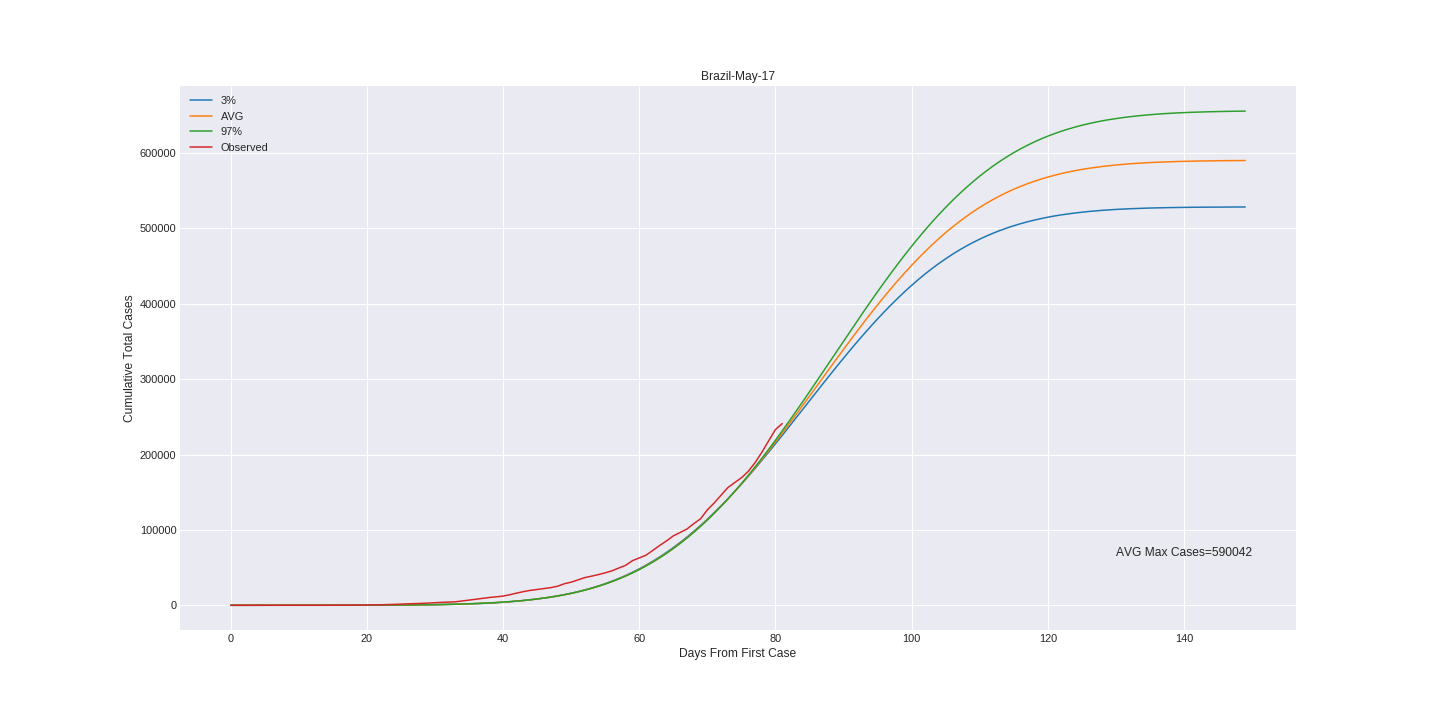 Brazil-May-17
3%
AVG
97%
Observed
600000
500000
400000
300000
200000
100000
0
Cumulative Total Cases
AVG Max Cases=590042
0 20 40 60 80 100 120 140
Days From First Case